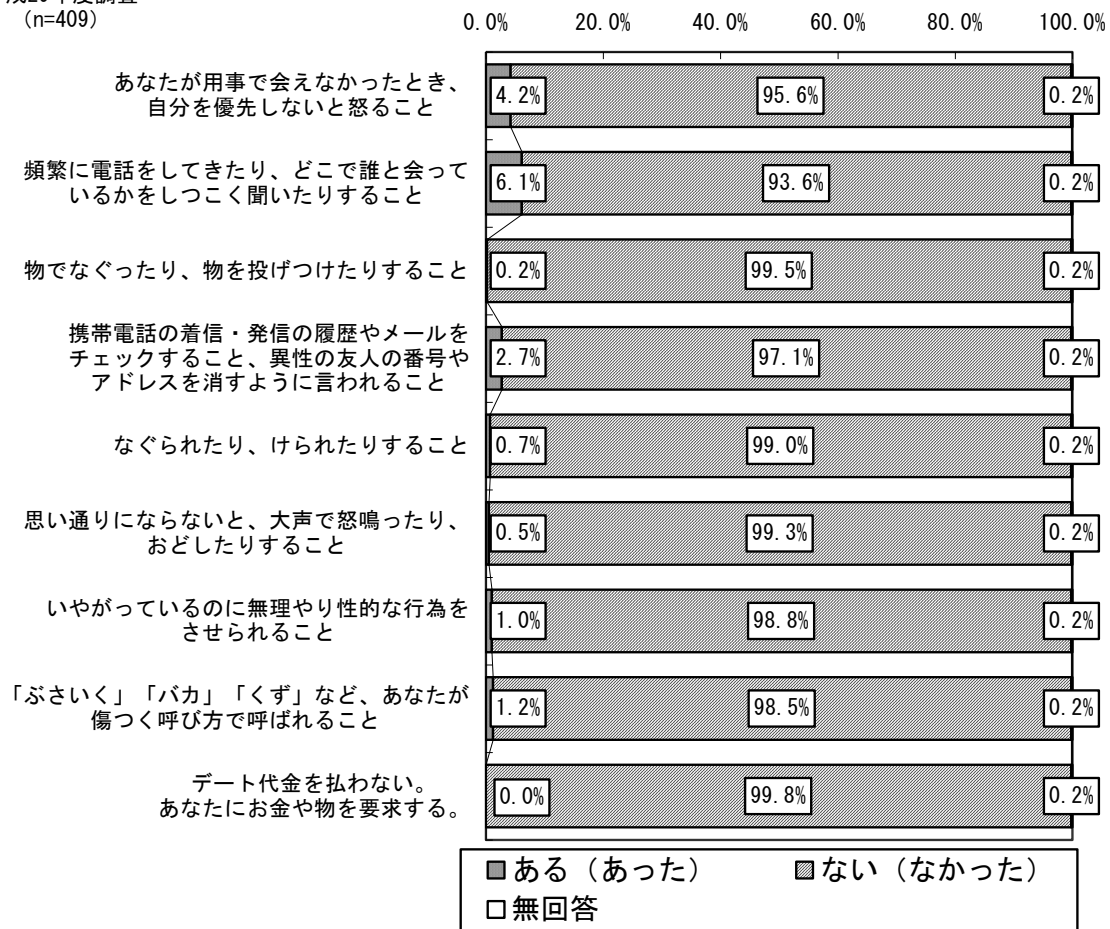 (n=409)
0.0% 20.0% 40.0% 60.0% 80.0% 100.0%
あなたが用事で会えなかったとき、
自分を優先しないと怒ること
4.2% 95.6% 0.2%
頻繁に電話をしてきたり、どこで誰と会って
いるかをしつこく聞いたりすること
6.1% 93.6% 0.2%
物でなぐったり、物を投げつけたりすること
0.2% 99.5% 0.2%
携帯電話の着信・発信の履歴やメールを
チェックすること、異性の友人の番号や
アドレスを消すように言われること
2.7% 97.1% 0.2%
なぐられたり、けられたりすること
0.7% 99.0% 0.2%
思い通りにならないと、大声で怒鳴ったり、
おどしたりすること
0.5% 99.3% 0.2%
いやがっているのに無理やり性的な行為を
させられること
1.0% 98.8% 0.2%
「ぶさいく」「バカ」「くず」など、あなたが
傷つく呼び方で呼ばれること
1.2% 98.5% 0.2%
デート代金を払わない。
あなたにお金や物を要求する。
0.0% 99.8% 0.2%
ある（あった） ない（なかった）
無回答